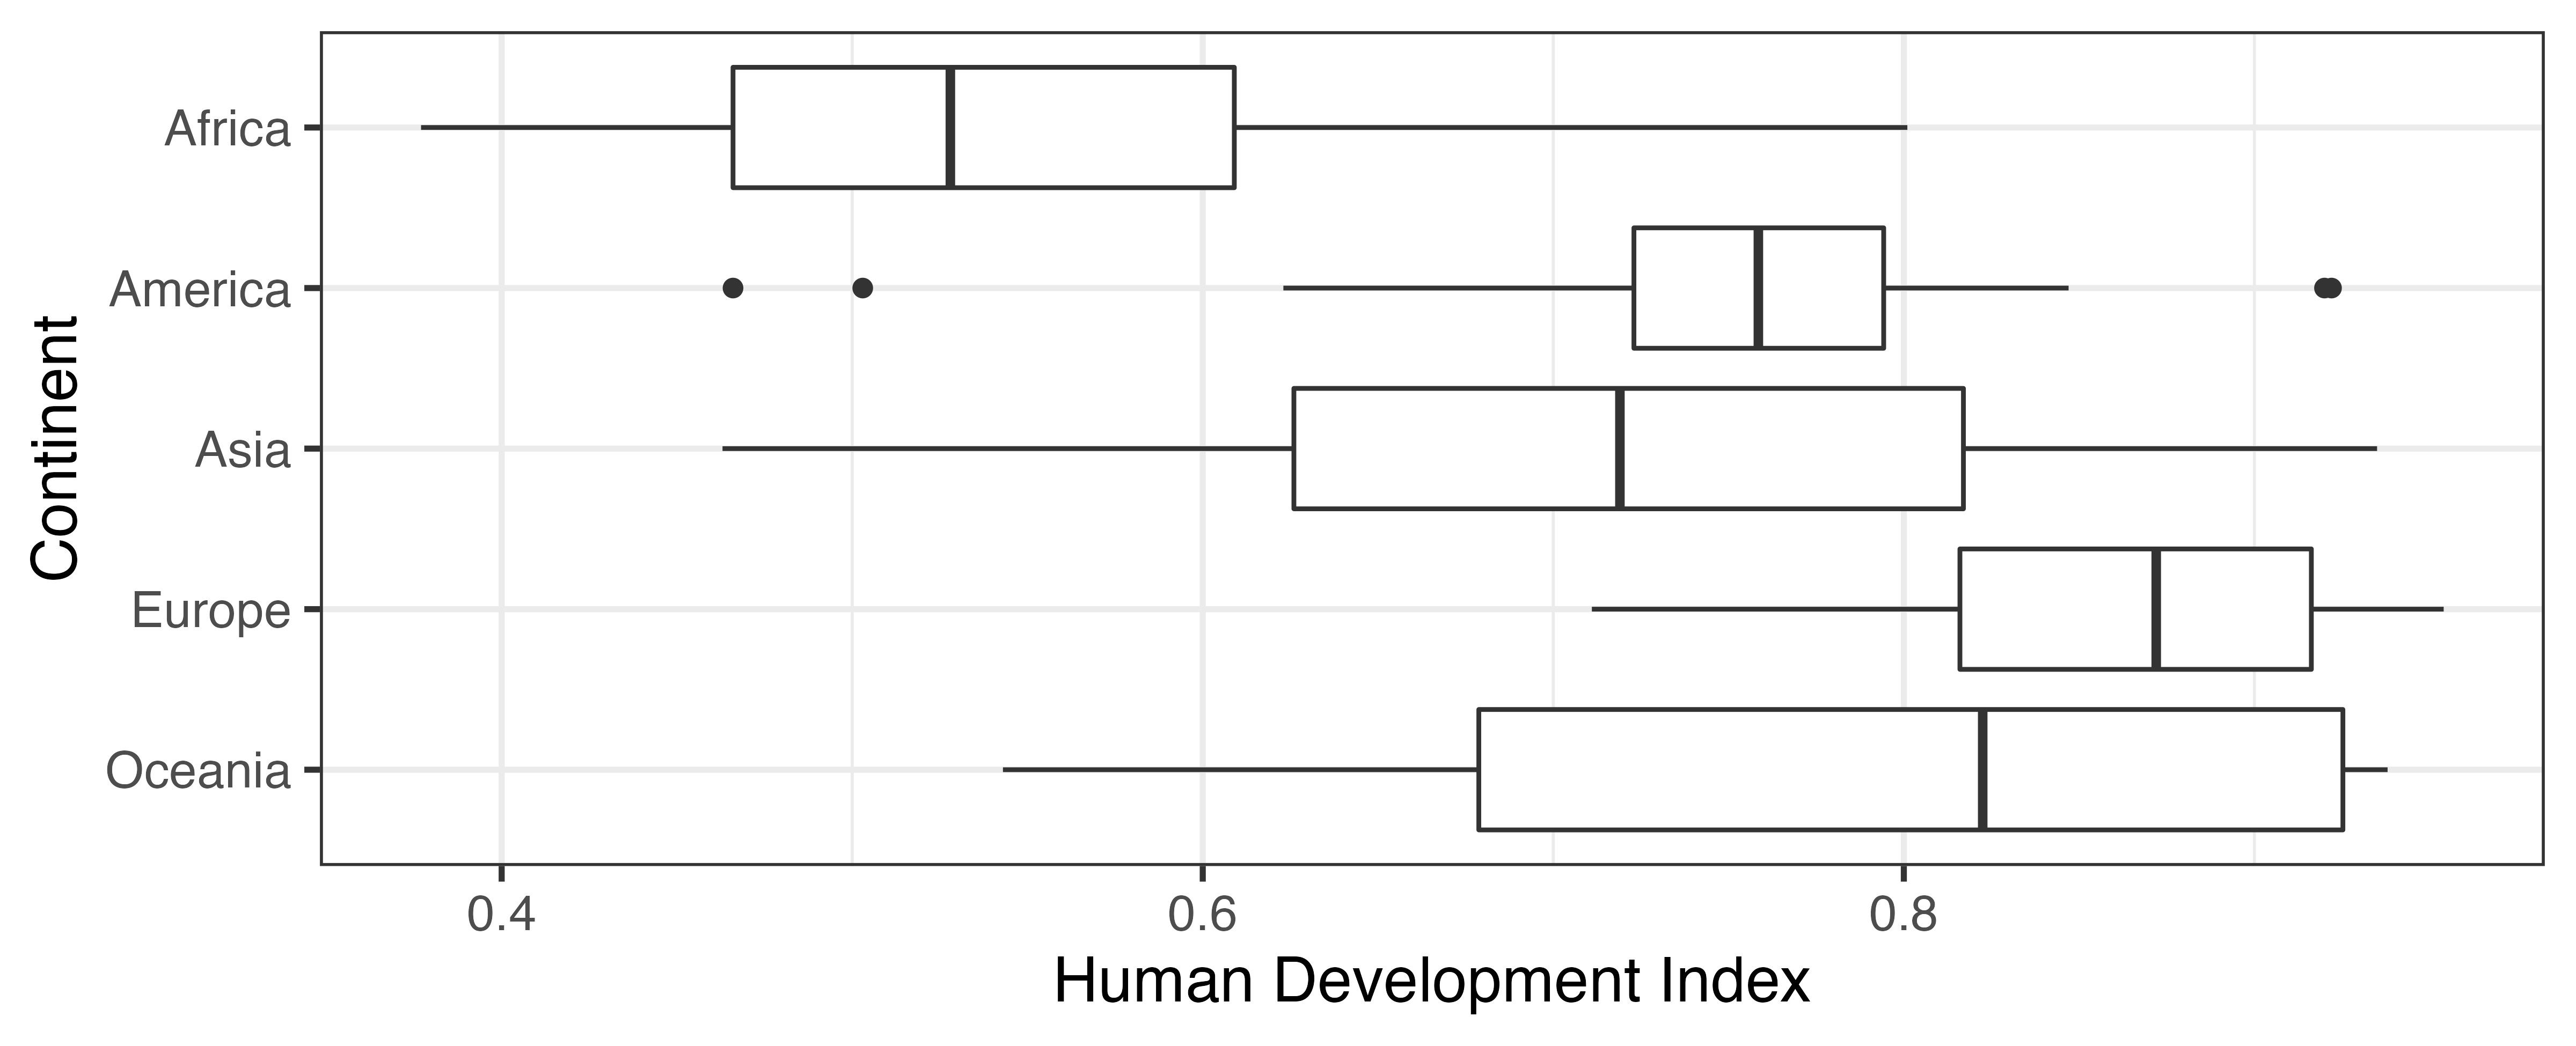 Continent
Africa
America
Asia
Europe
Oceania
0.4 0.6 0.8
Human Development Index